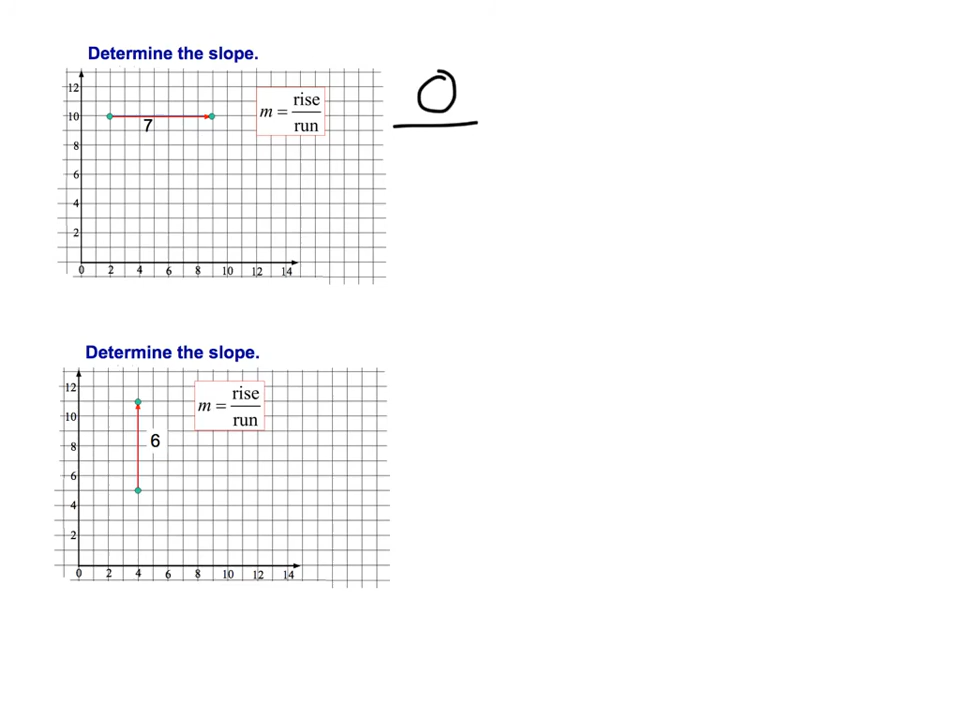 Determine the slope.
12
10
8
6
4
2
7
m = rise
run
0
0 2 4 6 8 10 12 14
Determine the slope.
12
10
8
6
4
2
6
m = rise
run
0 2 4 6 8 10 12 14